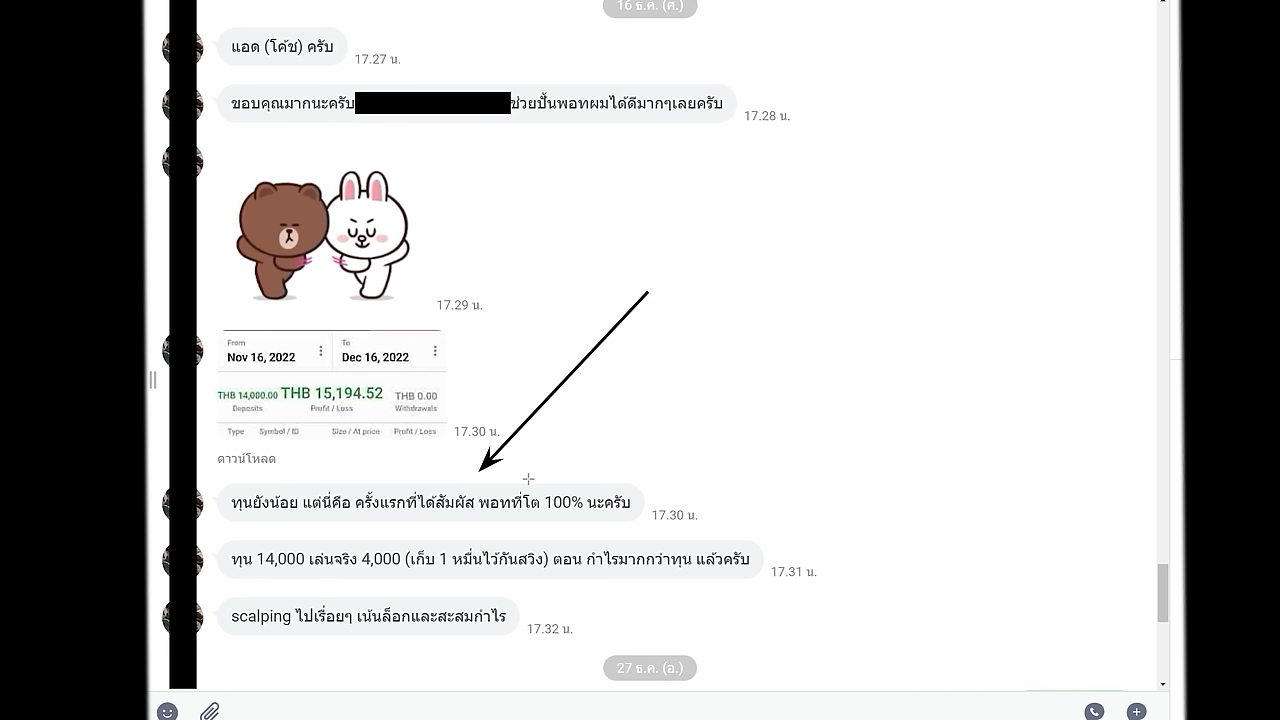 16 ธ.ค. (ศ.)
แอด (โค้ช) ครับ
17.27 น.
ขอบคุณมากนะครับ ช่วยปั้นพอทผมได้ดีมากๆเลยครับ
17.28 น.
17.29 น.
From To
Nov 16, 2022 Dec 16, 2022
THB 14,000.00 THB 15,194.52 THB 0.00
Deposits Profit / Loss Withdrawals
Type Symbol / ID Size / At price Profit / Loss
17.30 น.
ดาวน์โหลด
ทุนยังน้อย แต่นี่คือ ครั้งแรกที่ได้สัมผัส พอทที่โต 100% นะครับ
17.30 น.
ทุน 14,000 เล่นจริง 4,000 (เก็บ 1 หมื่นไว้กันสวิง) ตอน กำไรมากกว่าทุน แล้วครับ
17.31 น.
scalping ไปเรื่อยๆ เน้นล็อกและสะสมกำไร
17.32 น.
27 ธ.ค. (อ.)